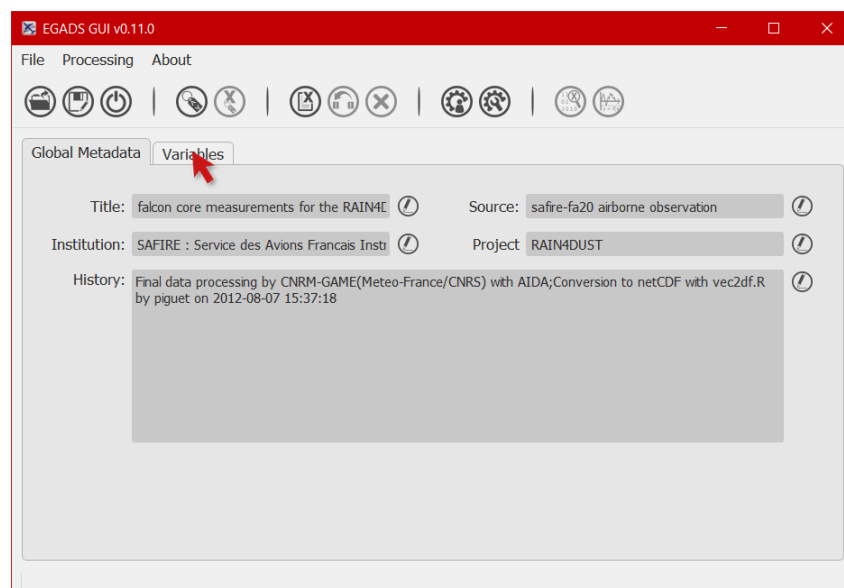 EGADS GUI v0.11.0
File Processing About
Global Metadata Variables
Title: falcon core measurements for the RAIN4 Source: safire-fa20 airborne observation
Institution: SAFIRE : Service des Avions Francais Instr Project RAIN4DUST
History: Final data processing by CNRM-GAME(Meteo-France/CNRS) with AIDA;Conversion to netCDF with vec2df.R
by piguet on 2012-08-07 15:37:18